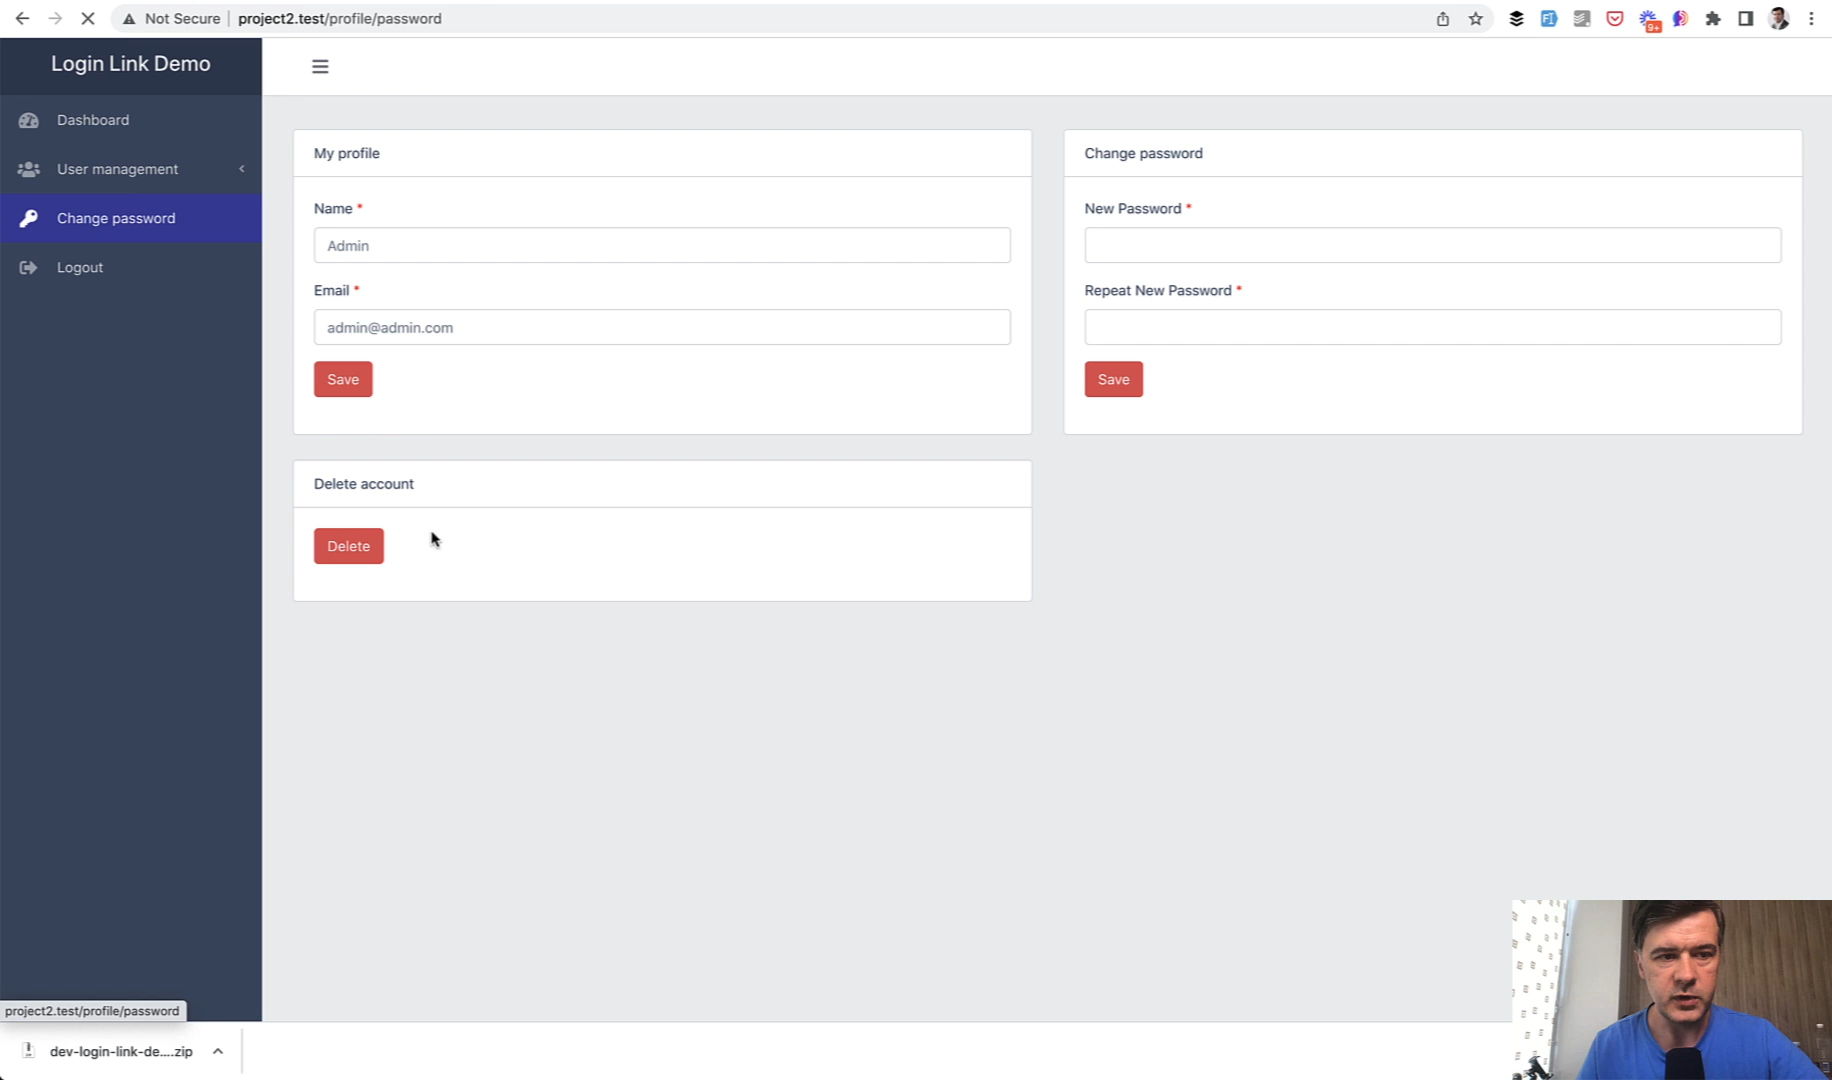 Not Secure
project2.test/profile/password
9+
Login Link Demo
Dashboard
User management
Change password
Logout
My profile
Name *
Admin
Email *
admin@admin.com
Save
Change password
New Password *
Repeat New Password *
Save
Delete account
Delete
project2.test/profile/password
dev-login-link-de....zip